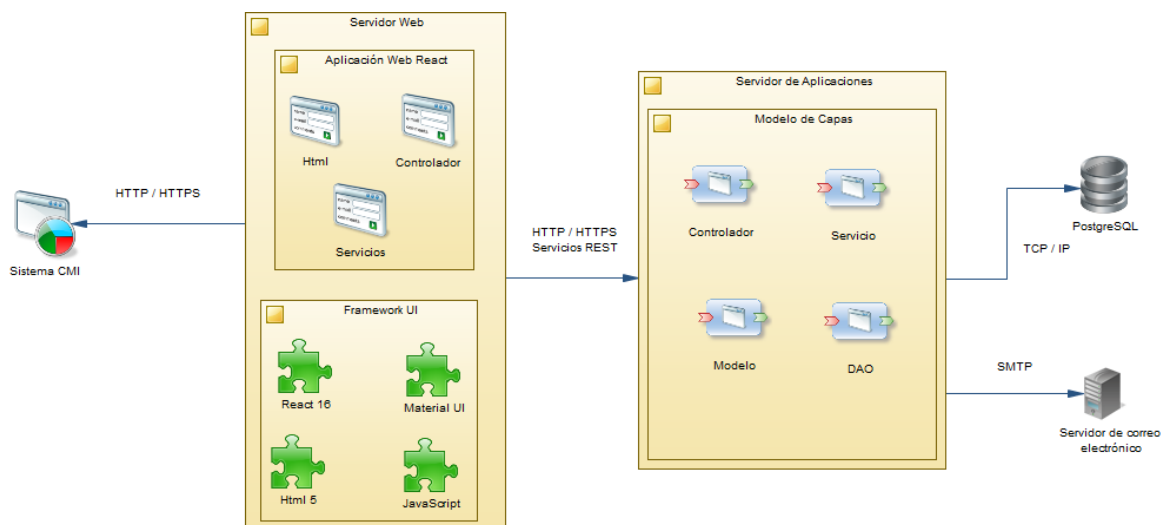 Servidor Web
Aplicación Web React
Html
Controlador
Servicios
Framework UI
React 16
Material UI
Html 5
JavaScript
HTTP / HTTPS
Sistema CMI
HTTP / HTTPS
Servicios REST
Servidor de Aplicaciones
Modelo de Capas
Controlador
Servicio
Modelo
DAO
PostgreSQL
TCP / IP
SMTP
Servidor de correo
electrónico